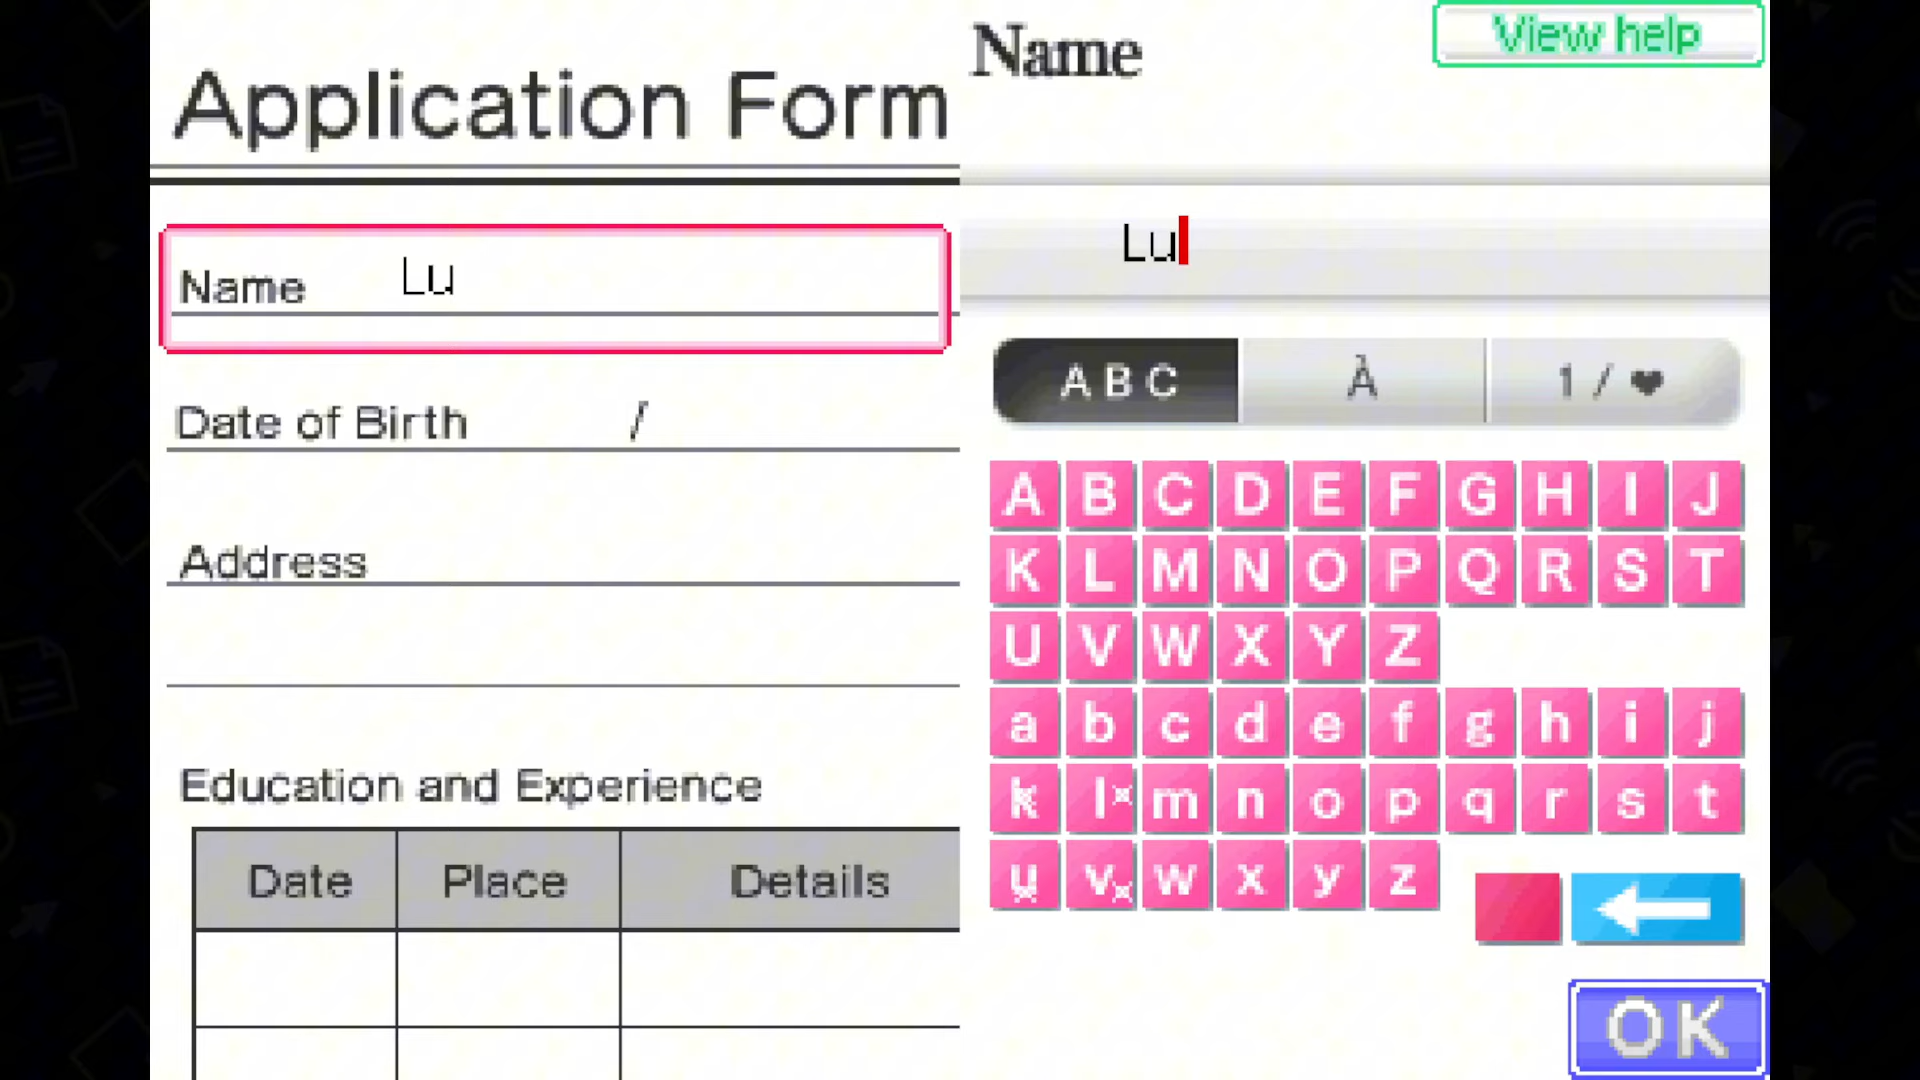 Application Form
Name Lu
Date of Birth /
Address
Education and Experience
Date Place Details
Name
View help
Lu
A B C À 1 / ♥
A B C D E F G H I J
K L M N O P Q R S T
U V W X Y Z
a b c d e f g h i j
k l m n o p q r s t
u v w x y z
OK